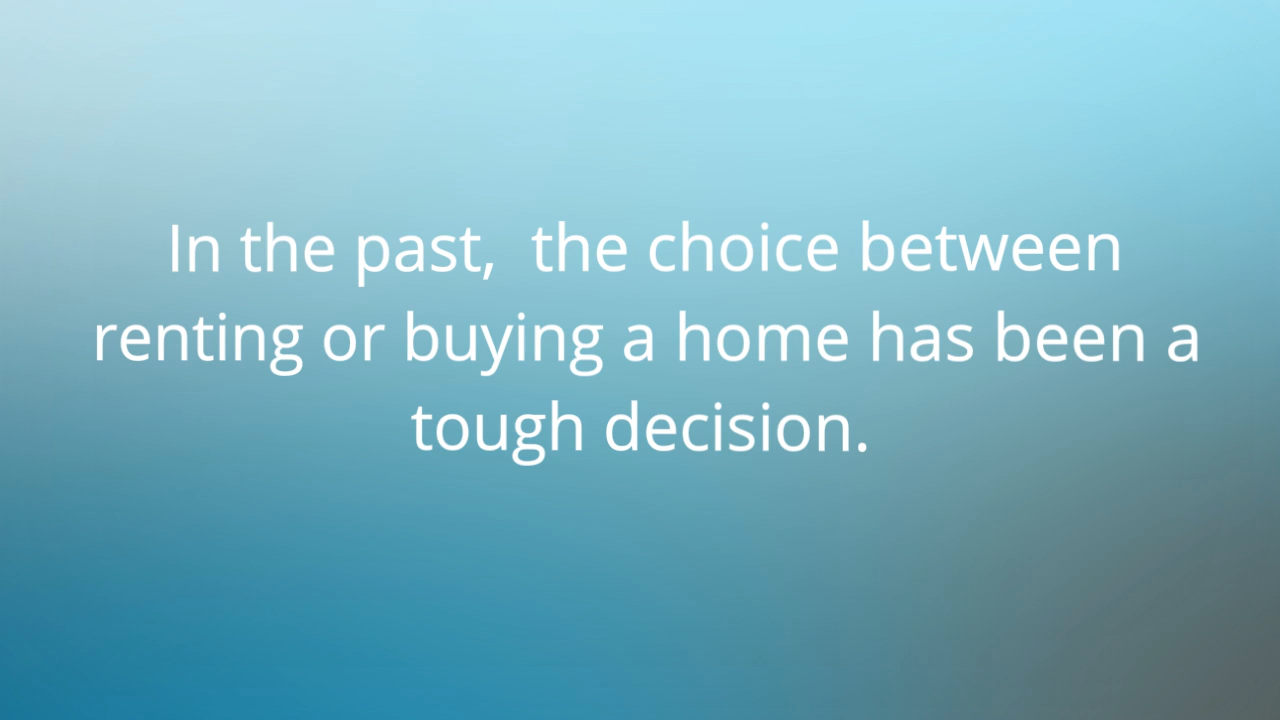 In the past,  the choice between
renting or buying a home has been a
tough decision.